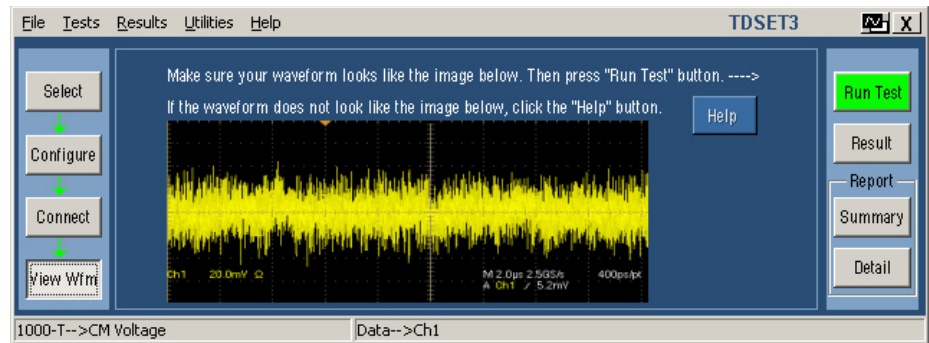 File Tests Results Utilities Help TDSET3 X
Make sure your waveform looks like the image below. Then press "Run Test" button. ---->
If the waveform does not look like the image below, click the "Help" button.
Help
Select
Configure
Connect
View Wfm
Ch1 20.0mV Ω M 2.0µs 2.5GS/s 400ps/pt
A Ch1 / 5.2mV
Run Test
Result
Report
Summary
Detail
1000-T-->CM Voltage Data-->Ch1